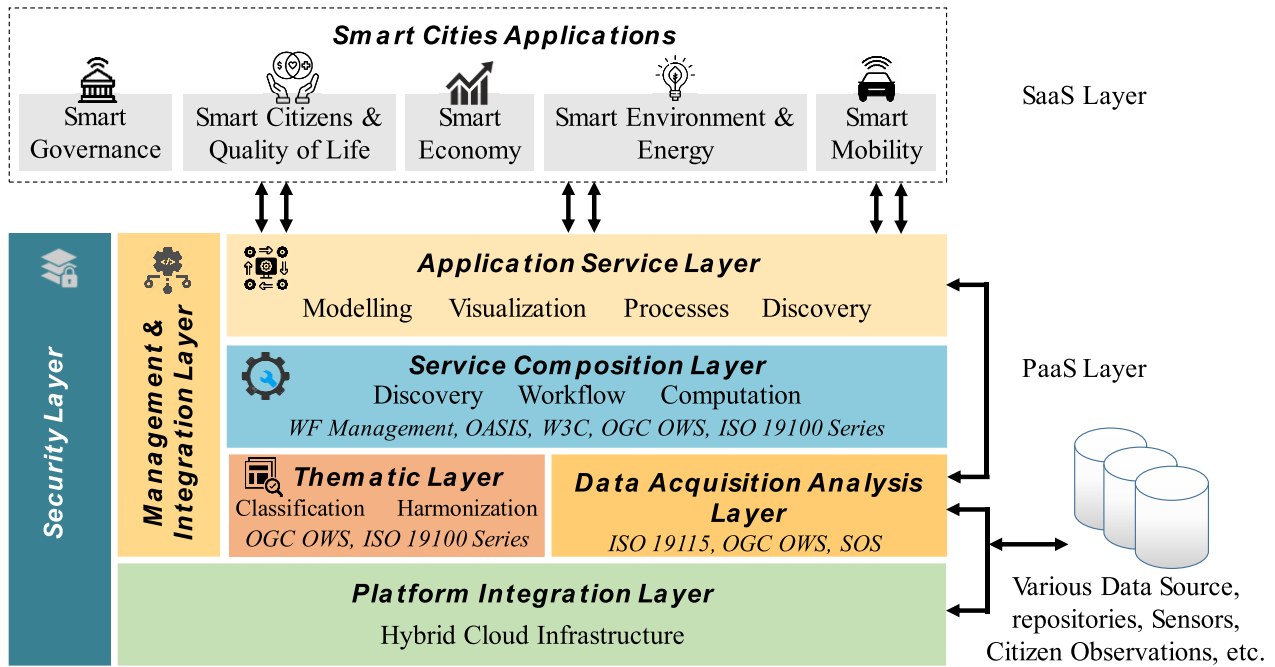 Smart Cities Applications
Smart
Governance
Smart Citizens &
Quality of Life
Smart
Economy
Smart Environment &
Energy
Smart
Mobility
SaaS Layer
Security Layer
Management &
Integration Layer
Application Service Layer
Modelling Visualization Processes Discovery
PaaS Layer
Service Composition Layer
Discovery Workflow Computation
WF Management, OASIS, W3C, OGC OWS, ISO 19100 Series
Thematic Layer
Classification Harmonization
OGC OWS, ISO 19100 Series
Data Acquisition Analysis
Layer
ISO 19115, OGC OWS, SOS
Platform Integration Layer
Hybrid Cloud Infrastructure
Various Data Source,
repositories, Sensors,
Citizen Observations, etc.